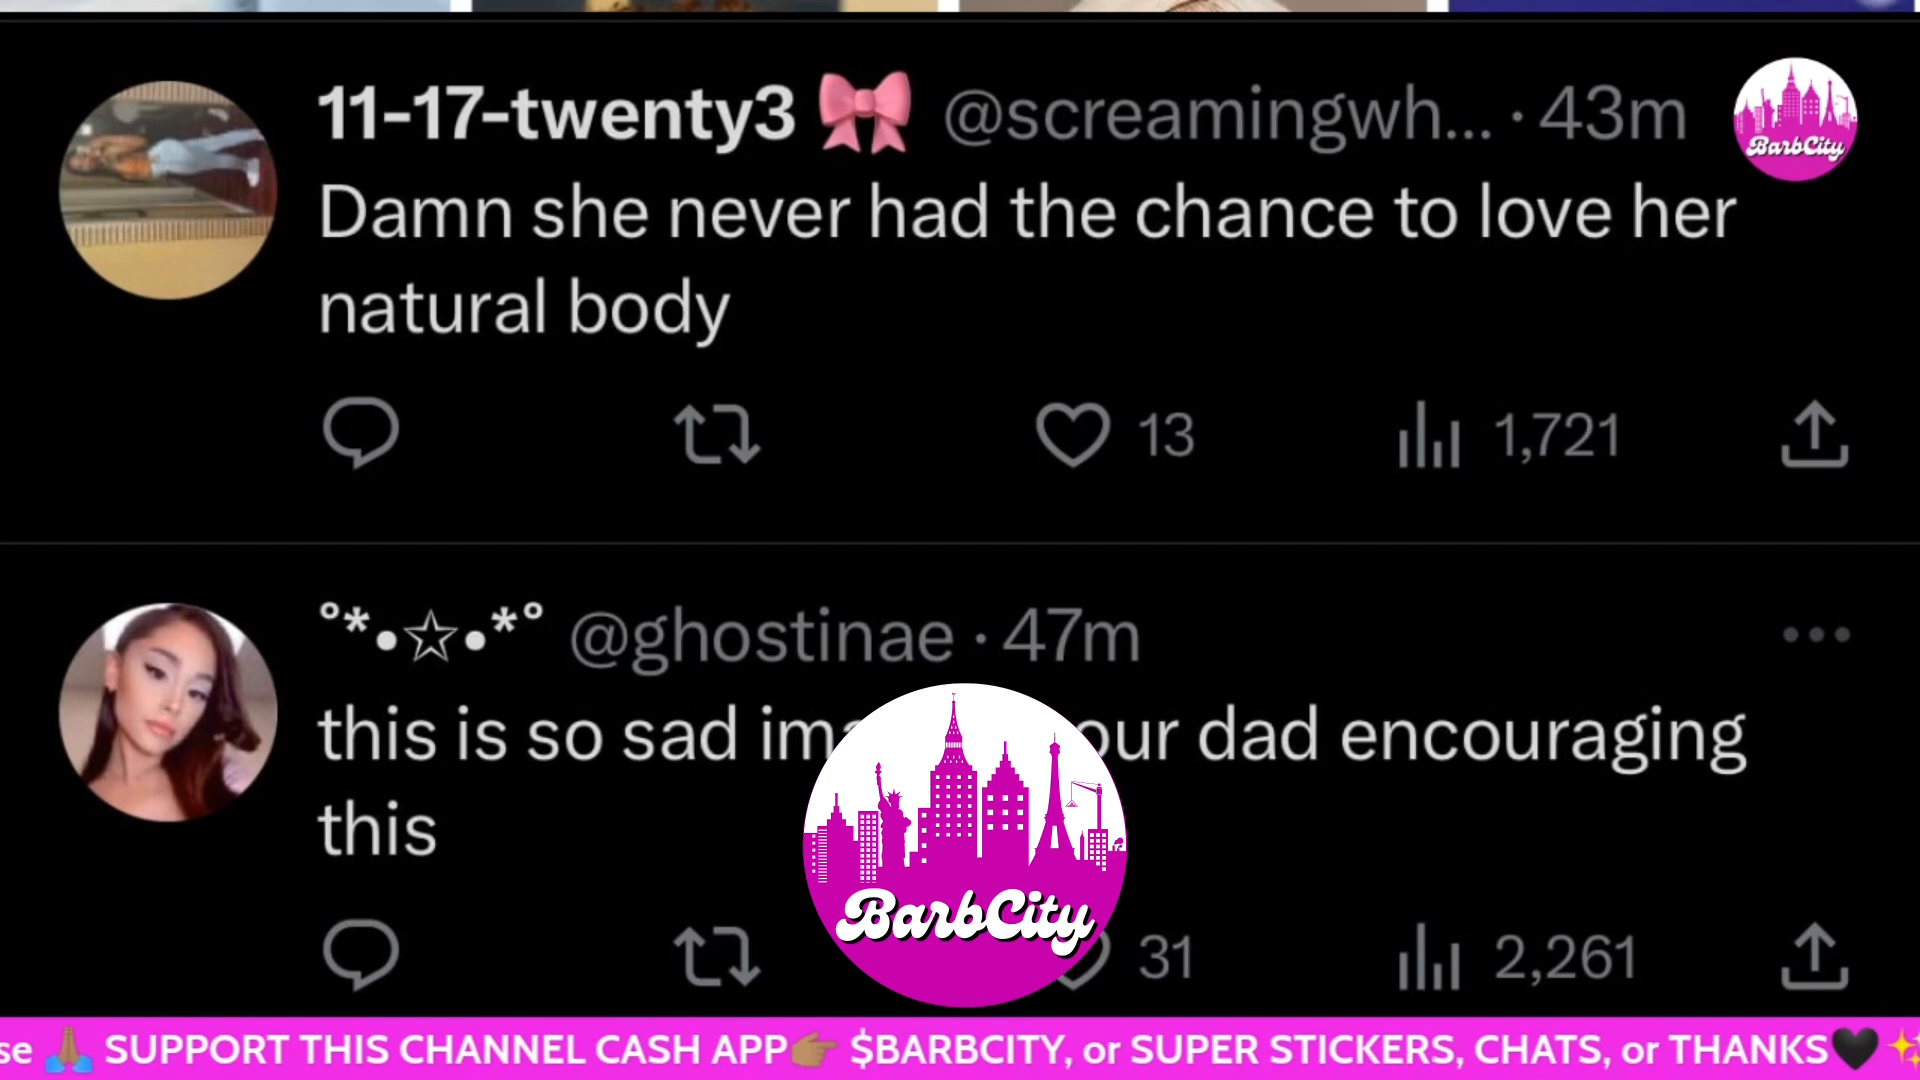 11-17-twenty3 🎀 @screamingwh... · 43m
BarbCity
Damn she never had the chance to love her
natural body
13 1,721
°*•☆•*° @ghostinae · 47m
this is so sad ima our dad encouraging
this
BarbCity
31 2,261
se 🙏🏽 SUPPORT THIS CHANNEL CASH APP👉🏽 $BARBCITY, or SUPER STICKERS, CHATS, or THANKS🖤✨